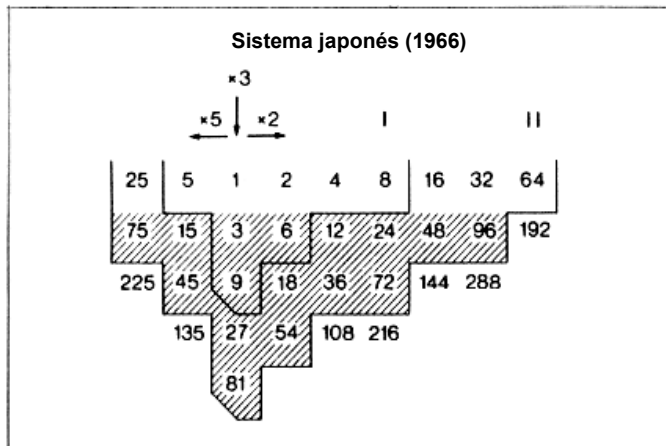 Sistema japonés (1966)
×3
×5 ×2 I II
25 5 1 2 4 8 16 32 64
75 15 3 6 12 24 48 96 192
225 45 9 18 36 72 144 288
135 27 54 108 216
81